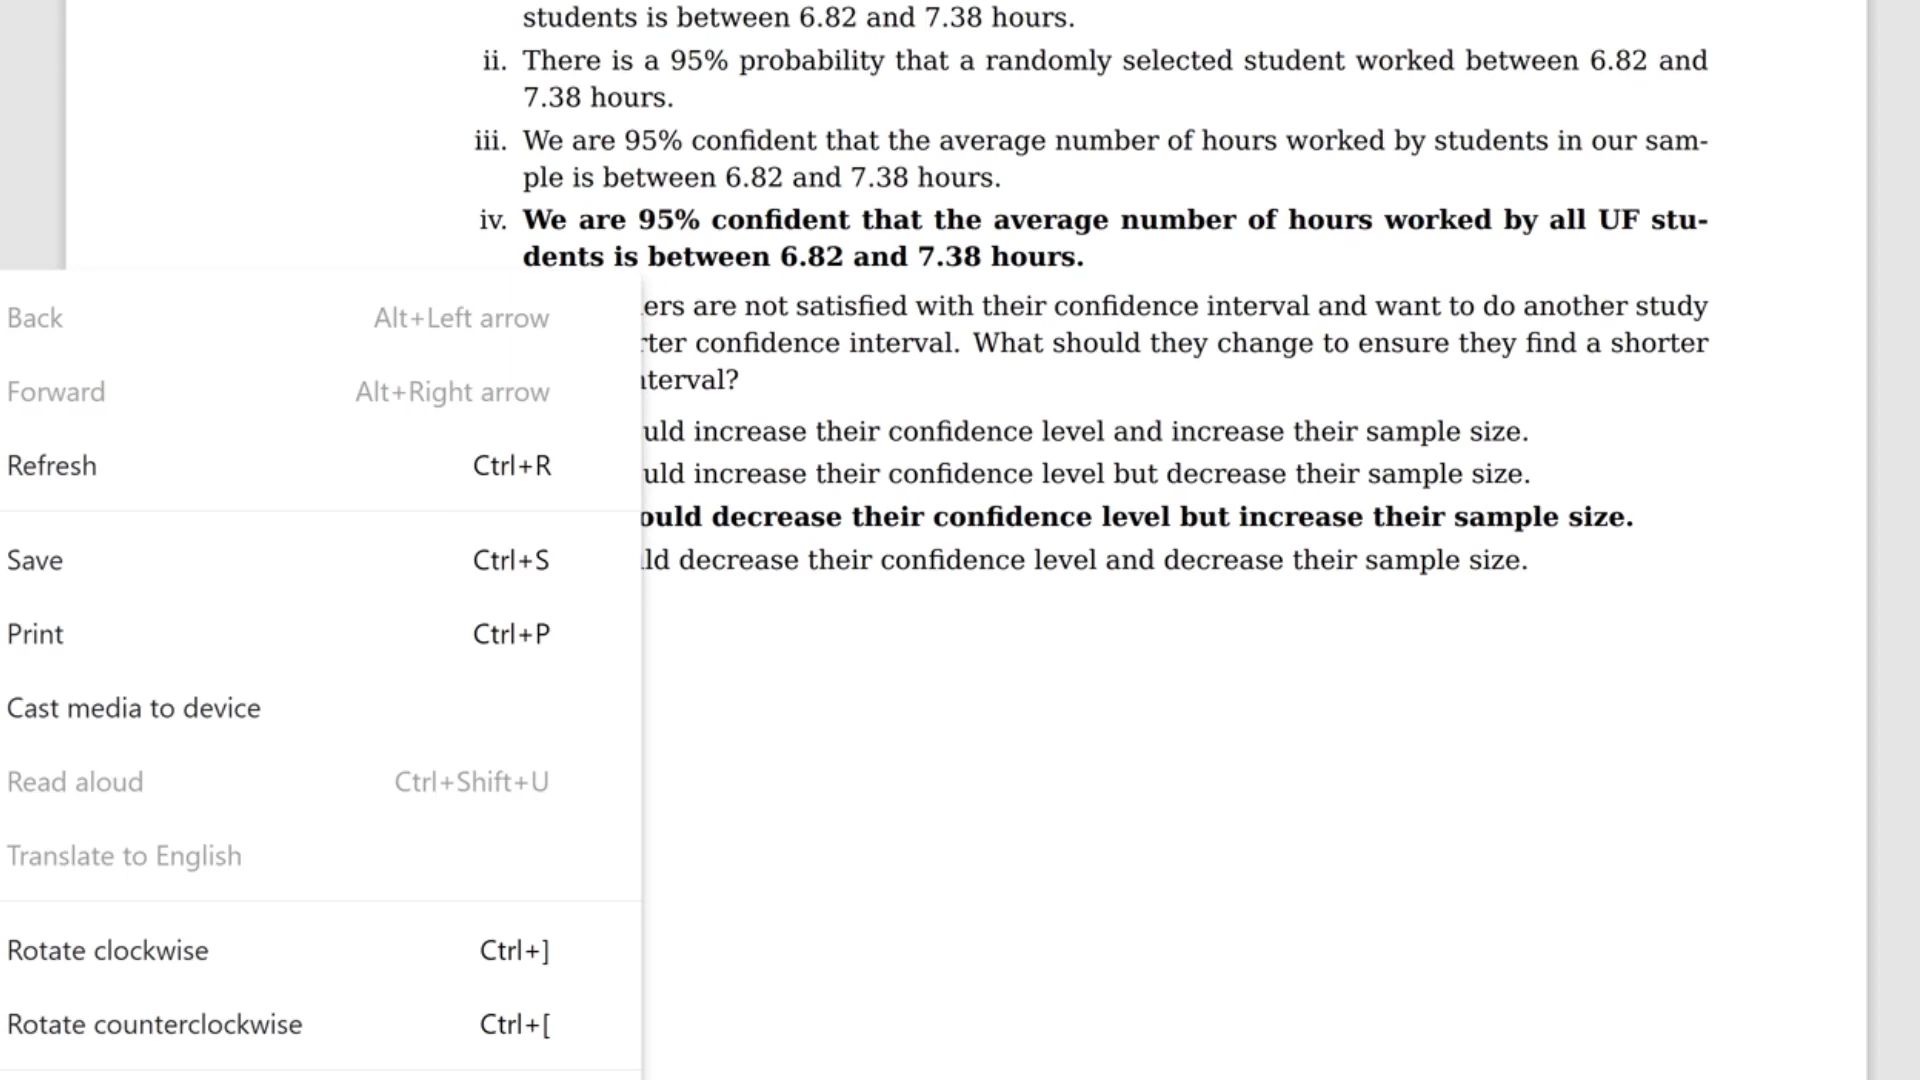 students is between 6.82 and 7.38 hours.
ii. There is a 95% probability that a randomly selected student worked between 6.82 and
7.38 hours.
iii. We are 95% confident that the average number of hours worked by students in our sam-
ple is between 6.82 and 7.38 hours.
iv. We are 95% confident that the average number of hours worked by all UF stu-
dents is between 6.82 and 7.38 hours.
ers are not satisfied with their confidence interval and want to do another study
rter confidence interval. What should they change to ensure they find a shorter
nterval?
uld increase their confidence level and increase their sample size.
uld increase their confidence level but decrease their sample size.
ould decrease their confidence level but increase their sample size.
ld decrease their confidence level and decrease their sample size.
Back Alt+Left arrow
Forward Alt+Right arrow
Refresh Ctrl+R
Save Ctrl+S
Print Ctrl+P
Cast media to device
Read aloud Ctrl+Shift+U
Translate to English
Rotate clockwise Ctrl+]
Rotate counterclockwise Ctrl+[